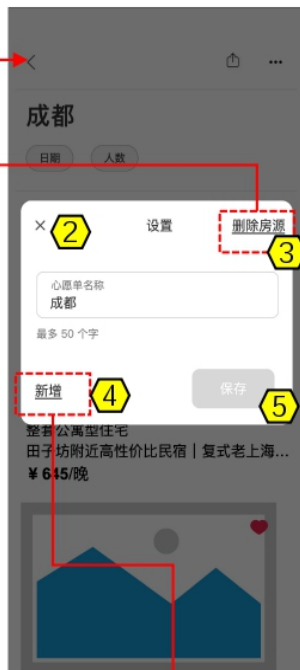 成都
日期
人数
×
2
设置
删除房源
3
心愿单名称
成都
最多 50 个字
新增
4
保存
5
整套公寓型住宅
田子坊附近高性价比民宿｜复式老上海...
¥ 645/晚